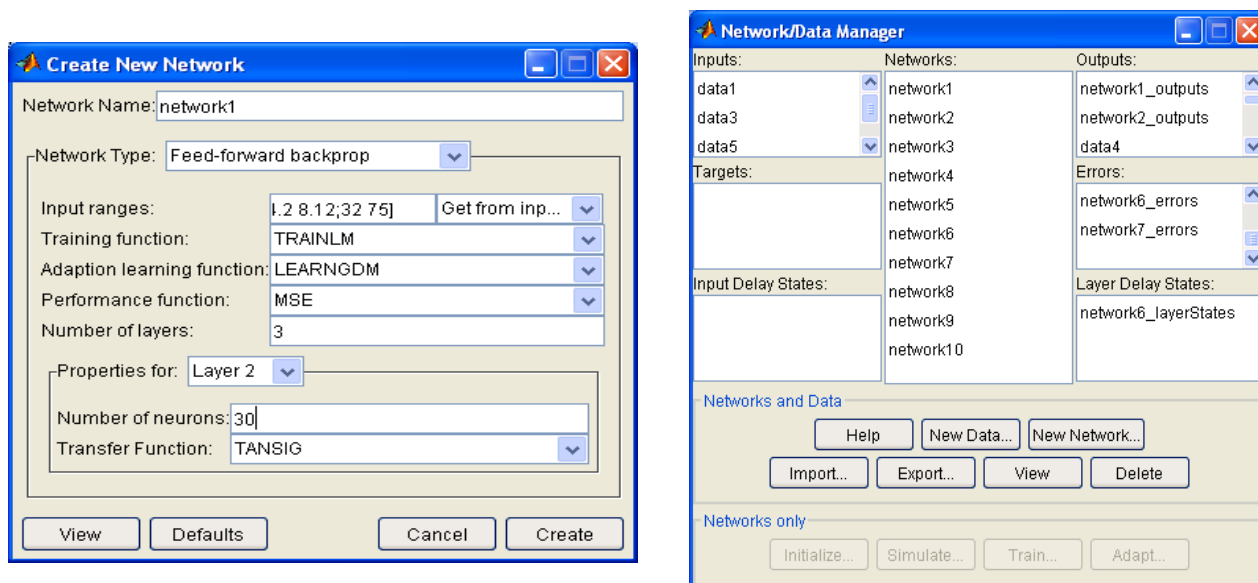 Create New Network
Network Name: network1
Network Type: Feed-forward backprop
Input ranges: .2 8.12;32 75] Get from inp...
Training function: TRAINLM
Adaption learning function: LEARNGDM
Performance function: MSE
Number of layers: 3
Properties for: Layer 2
Number of neurons: 30
Transfer Function: TANSIG
View Defaults Cancel Create
Network/Data Manager
Inputs:
data1
data3
data5
Targets:
Input Delay States:
Networks:
network1
network2
network3
network4
network5
network6
network7
network8
network9
network10
Outputs:
network1_outputs
network2_outputs
data4
Errors:
network6_errors
network7_errors
Layer Delay States:
network6_layerStates
Networks and Data
Help New Data... New Network...
Import... Export... View Delete
Networks only
Initialize... Simulate... Train... Adapt...